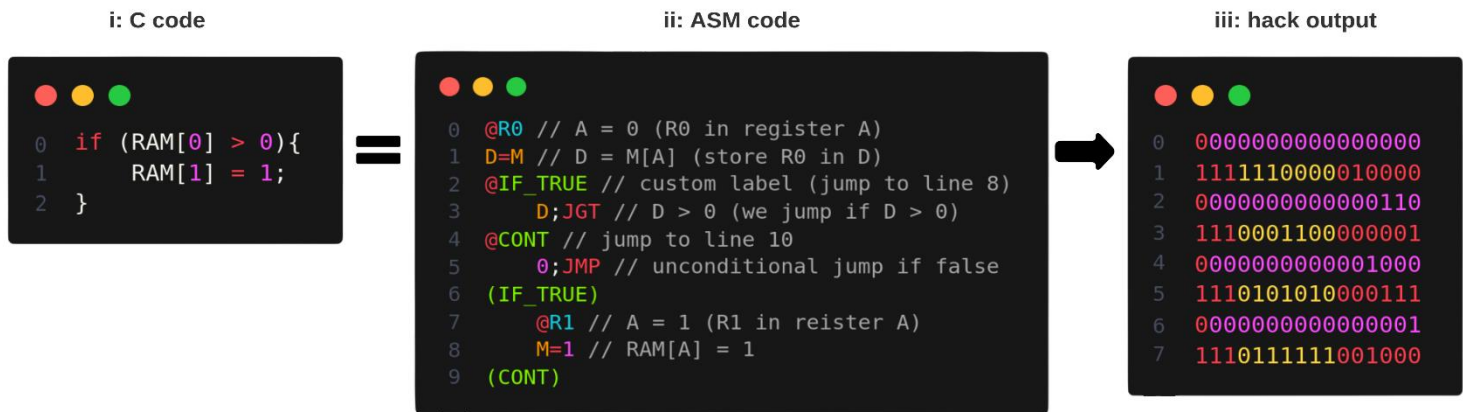 i: C code
0 if (RAM[0] > 0){
1 RAM[1] = 1;
2 }
ii: ASM code
0 @R0 // A = 0 (R0 in register A)
1 D=M // D = M[A] (store R0 in D)
2 @IF_TRUE // custom label (jump to line 8)
3 D;JGT // D > 0 (we jump if D > 0)
4 @CONT // jump to line 10
5 0;JMP // unconditional jump if false
6 (IF_TRUE)
7 @R1 // A = 1 (R1 in reister A)
8 M=1 // RAM[A] = 1
9 (CONT)
iii: hack output
0 0000000000000000
1 1111110000010000
2 0000000000000110
3 1110001100000001
4 0000000000001000
5 1110101010000111
6 0000000000000001
7 1110111111001000